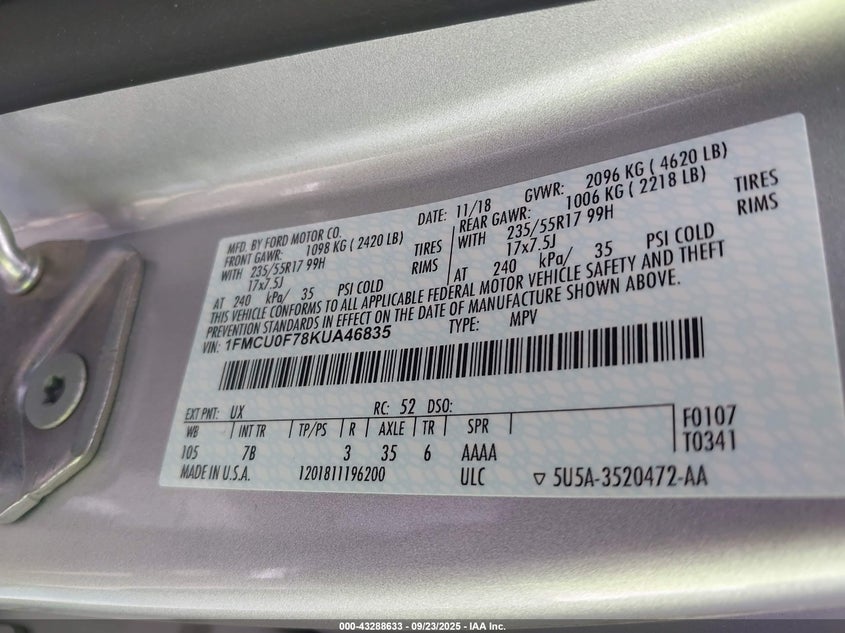 MFD. BY FORD MOTOR CO. DATE: 11/18 GVWR: 2096 KG ( 4620 LB)
FRONT GAWR: 1098 KG ( 2420 LB) REAR GAWR: 1006 KG ( 2218 LB)
WITH 235/55R17 99H TIRES WITH 235/55R17 99H TIRES
17x7.5J RIMS 17x7.5J RIMS
AT 240 kPa/ 35 PSI COLD AT 240 kPa/ 35 PSI COLD
THIS VEHICLE CONFORMS TO ALL APPLICABLE FEDERAL MOTOR VEHICLE SAFETY AND THEFT
PREVENTION STANDARDS IN EFFECT ON THE DATE OF MANUFACTURE SHOWN ABOVE.
VIN: 1FMCU0F78KUA46835 TYPE: MPV
EXT PNT: UX RC: 52 DSO:
WB INT TR TP/PS R AXLE TR SPR F0107
105 7B 3 35 6 AAAA T0341
MADE IN U.S.A. 1201811196200 ULC ▽ 5U5A-3520472-AA
000-43288633 - 09/23/2025 - IAA Inc.